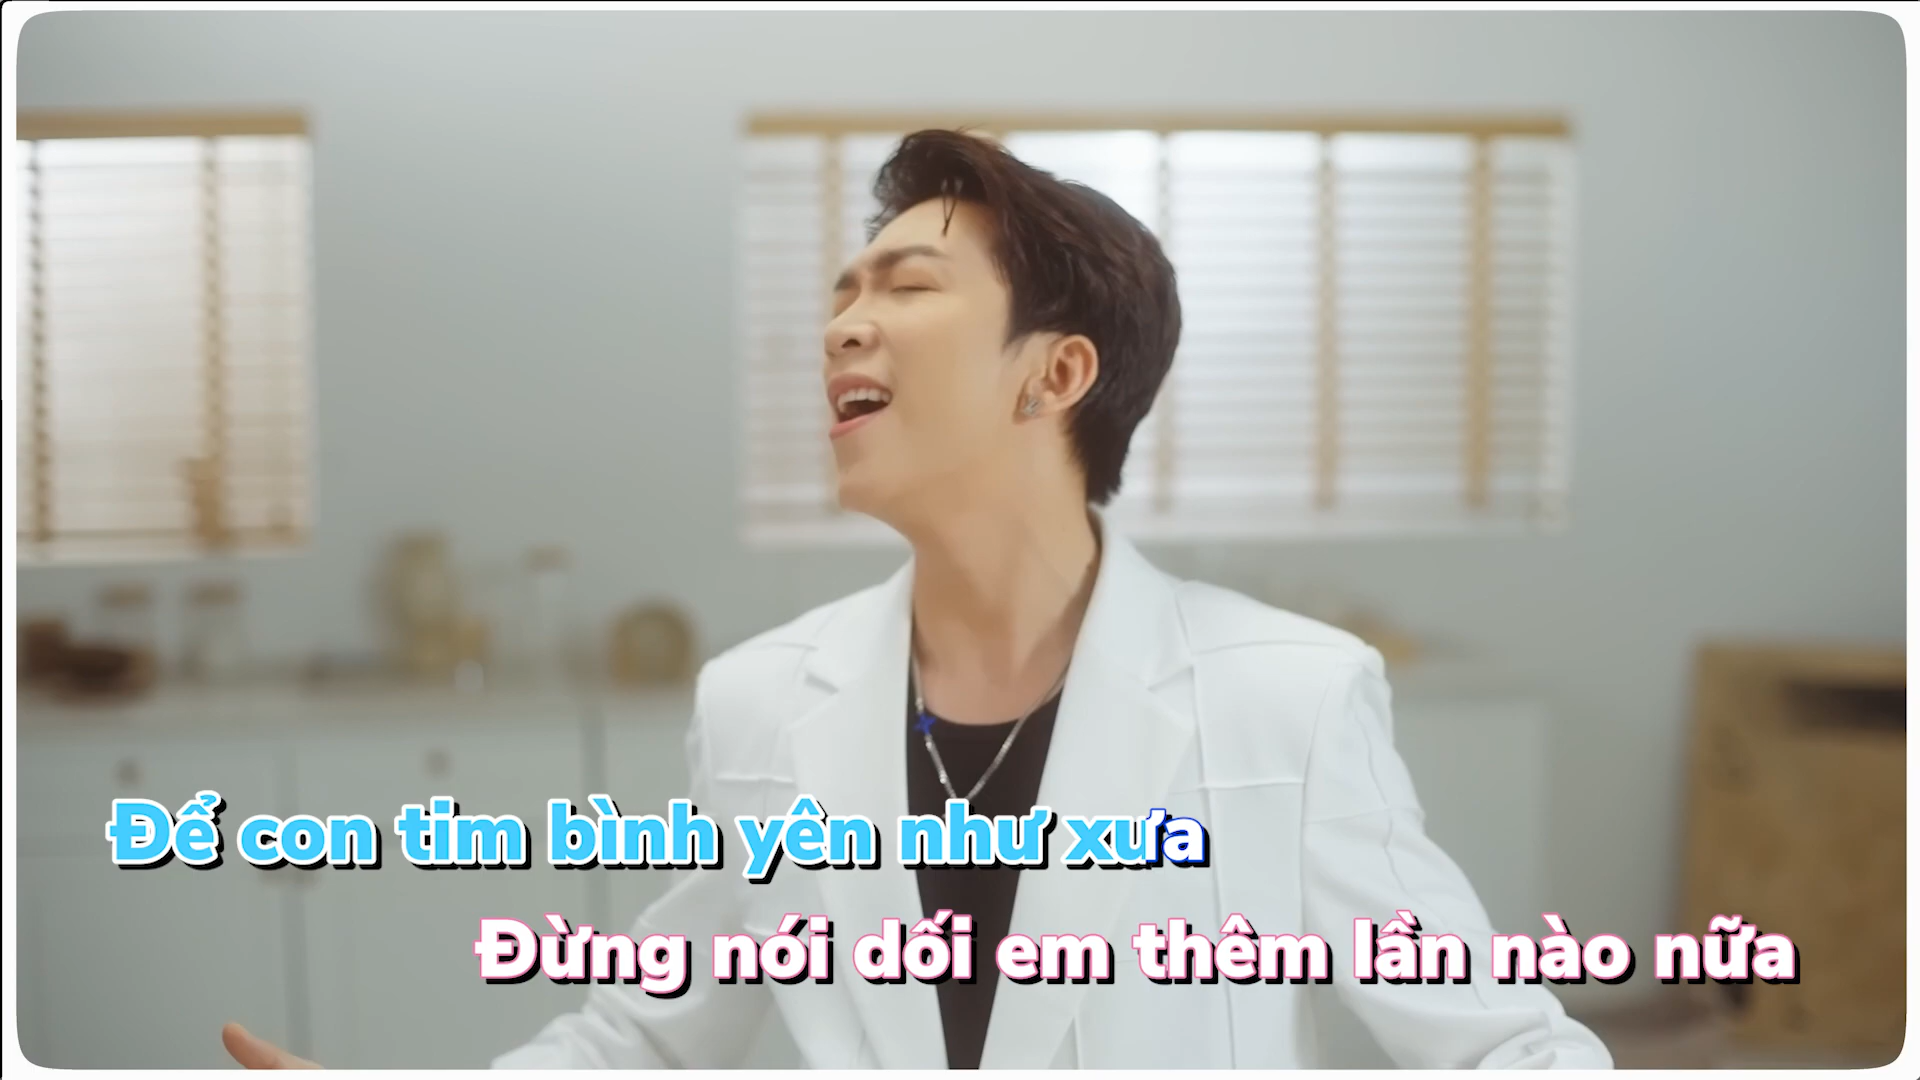 Để con tim bình yên như xưa
Đừng nói dối em thêm lần nào nữa